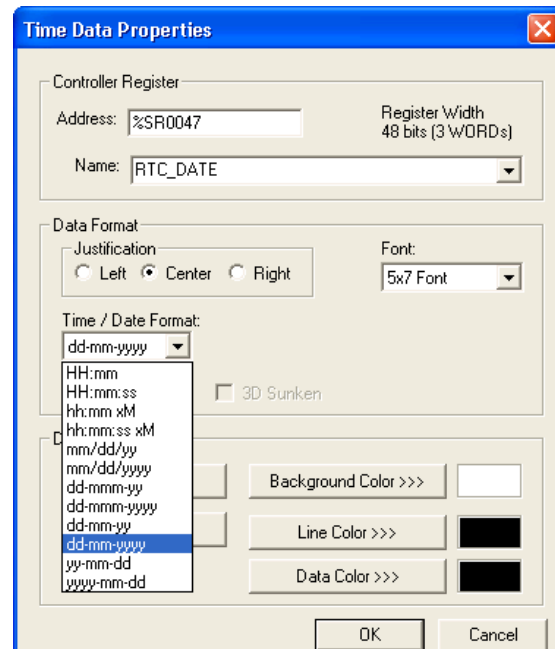 Time Data Properties
Controller Register
Address: %SR0047
Register Width
48 bits (3 WORDs)
Name: RTC_DATE
Data Format
Justification
Left Center Right
Font:
5x7 Font
Time / Date Format:
dd-mm-yyyy
HH:mm
HH:mm:ss
hh:mm xM
hh:mm:ss xM
mm/dd/yy
mm/dd/yyyy
dd-mmm-yy
dd-mmm-yyyy
dd-mm-yy
dd-mm-yyyy
yy-mm-dd
yyyy-mm-dd
3D Sunken
D
Background Color >>>
Line Color >>>
Data Color >>>
OK Cancel